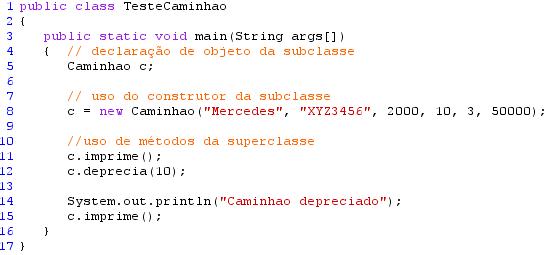 1 public class TesteCaminhao
2 {
3    public static void main(String args[])
4    {  // declaração de objeto da subclasse
5       Caminhao c;
6
7       // uso do construtor da subclasse
8       c = new Caminhao("Mercedes", "XYZ3456", 2000, 10, 3, 50000);
9
10       //uso de métodos da superclasse
11       c.imprime();
12       c.deprecia(10);
13
14       System.out.println("Caminhao depreciado");
15       c.imprime();
16    }
17 }